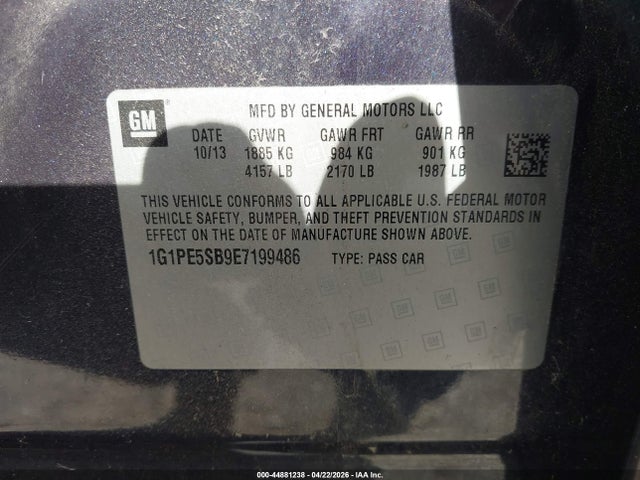 GM
MFD BY GENERAL MOTORS LLC
DATE GVWR GAWR FRT GAWR RR
10/13 1885 KG 984 KG 901 KG
4157 LB 2170 LB 1987 LB
THIS VEHICLE CONFORMS TO ALL APPLICABLE U.S. FEDERAL MOTOR
VEHICLE SAFETY, BUMPER, AND THEFT PREVENTION STANDARDS IN
EFFECT ON THE DATE OF MANUFACTURE SHOWN ABOVE.
1G1PE5SB9E7199486 TYPE: PASS CAR
000-44881238 - 04/22/2026 - IAA Inc.